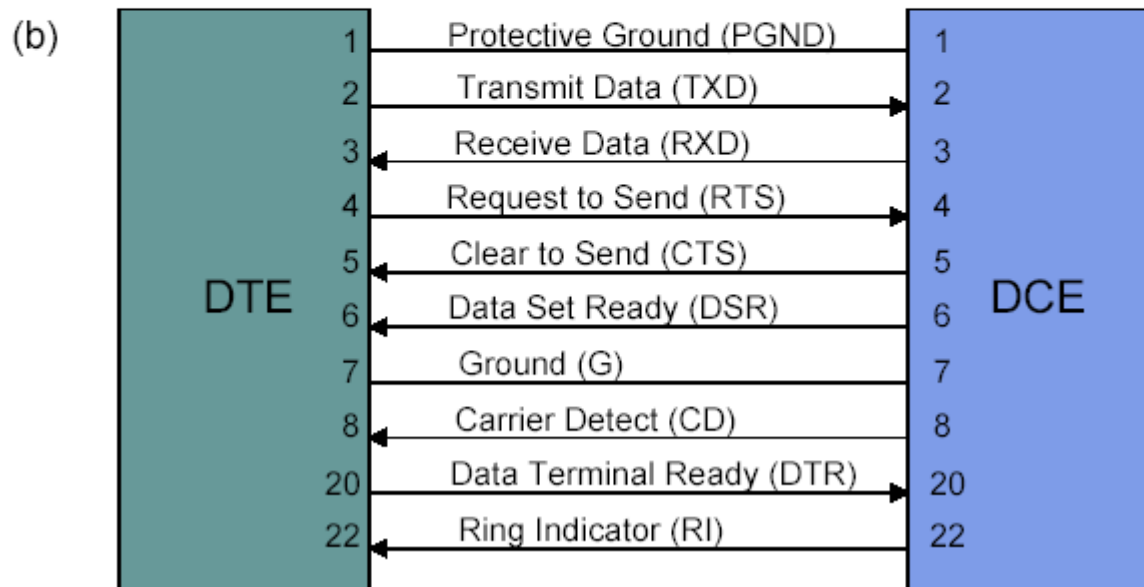 (b)
1 Protective Ground (PGND) 1
2 Transmit Data (TXD) 2
3 Receive Data (RXD) 3
4 Request to Send (RTS) 4
5 Clear to Send (CTS) 5
DTE DCE
6 Data Set Ready (DSR) 6
7 Ground (G) 7
8 Carrier Detect (CD) 8
20 Data Terminal Ready (DTR) 20
22 Ring Indicator (RI) 22